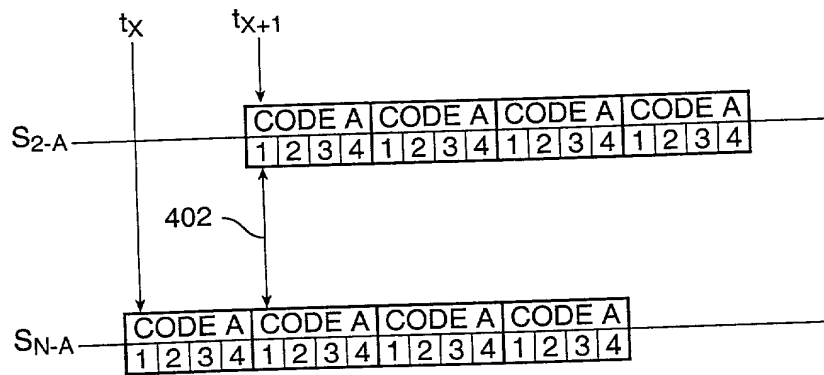 tX tX+1
CODE A CODE A CODE A CODE A
S2-A 1 2 3 4 1 2 3 4 1 2 3 4 1 2 3 4
402
CODE A CODE A CODE A CODE A
SN-A 1 2 3 4 1 2 3 4 1 2 3 4 1 2 3 4